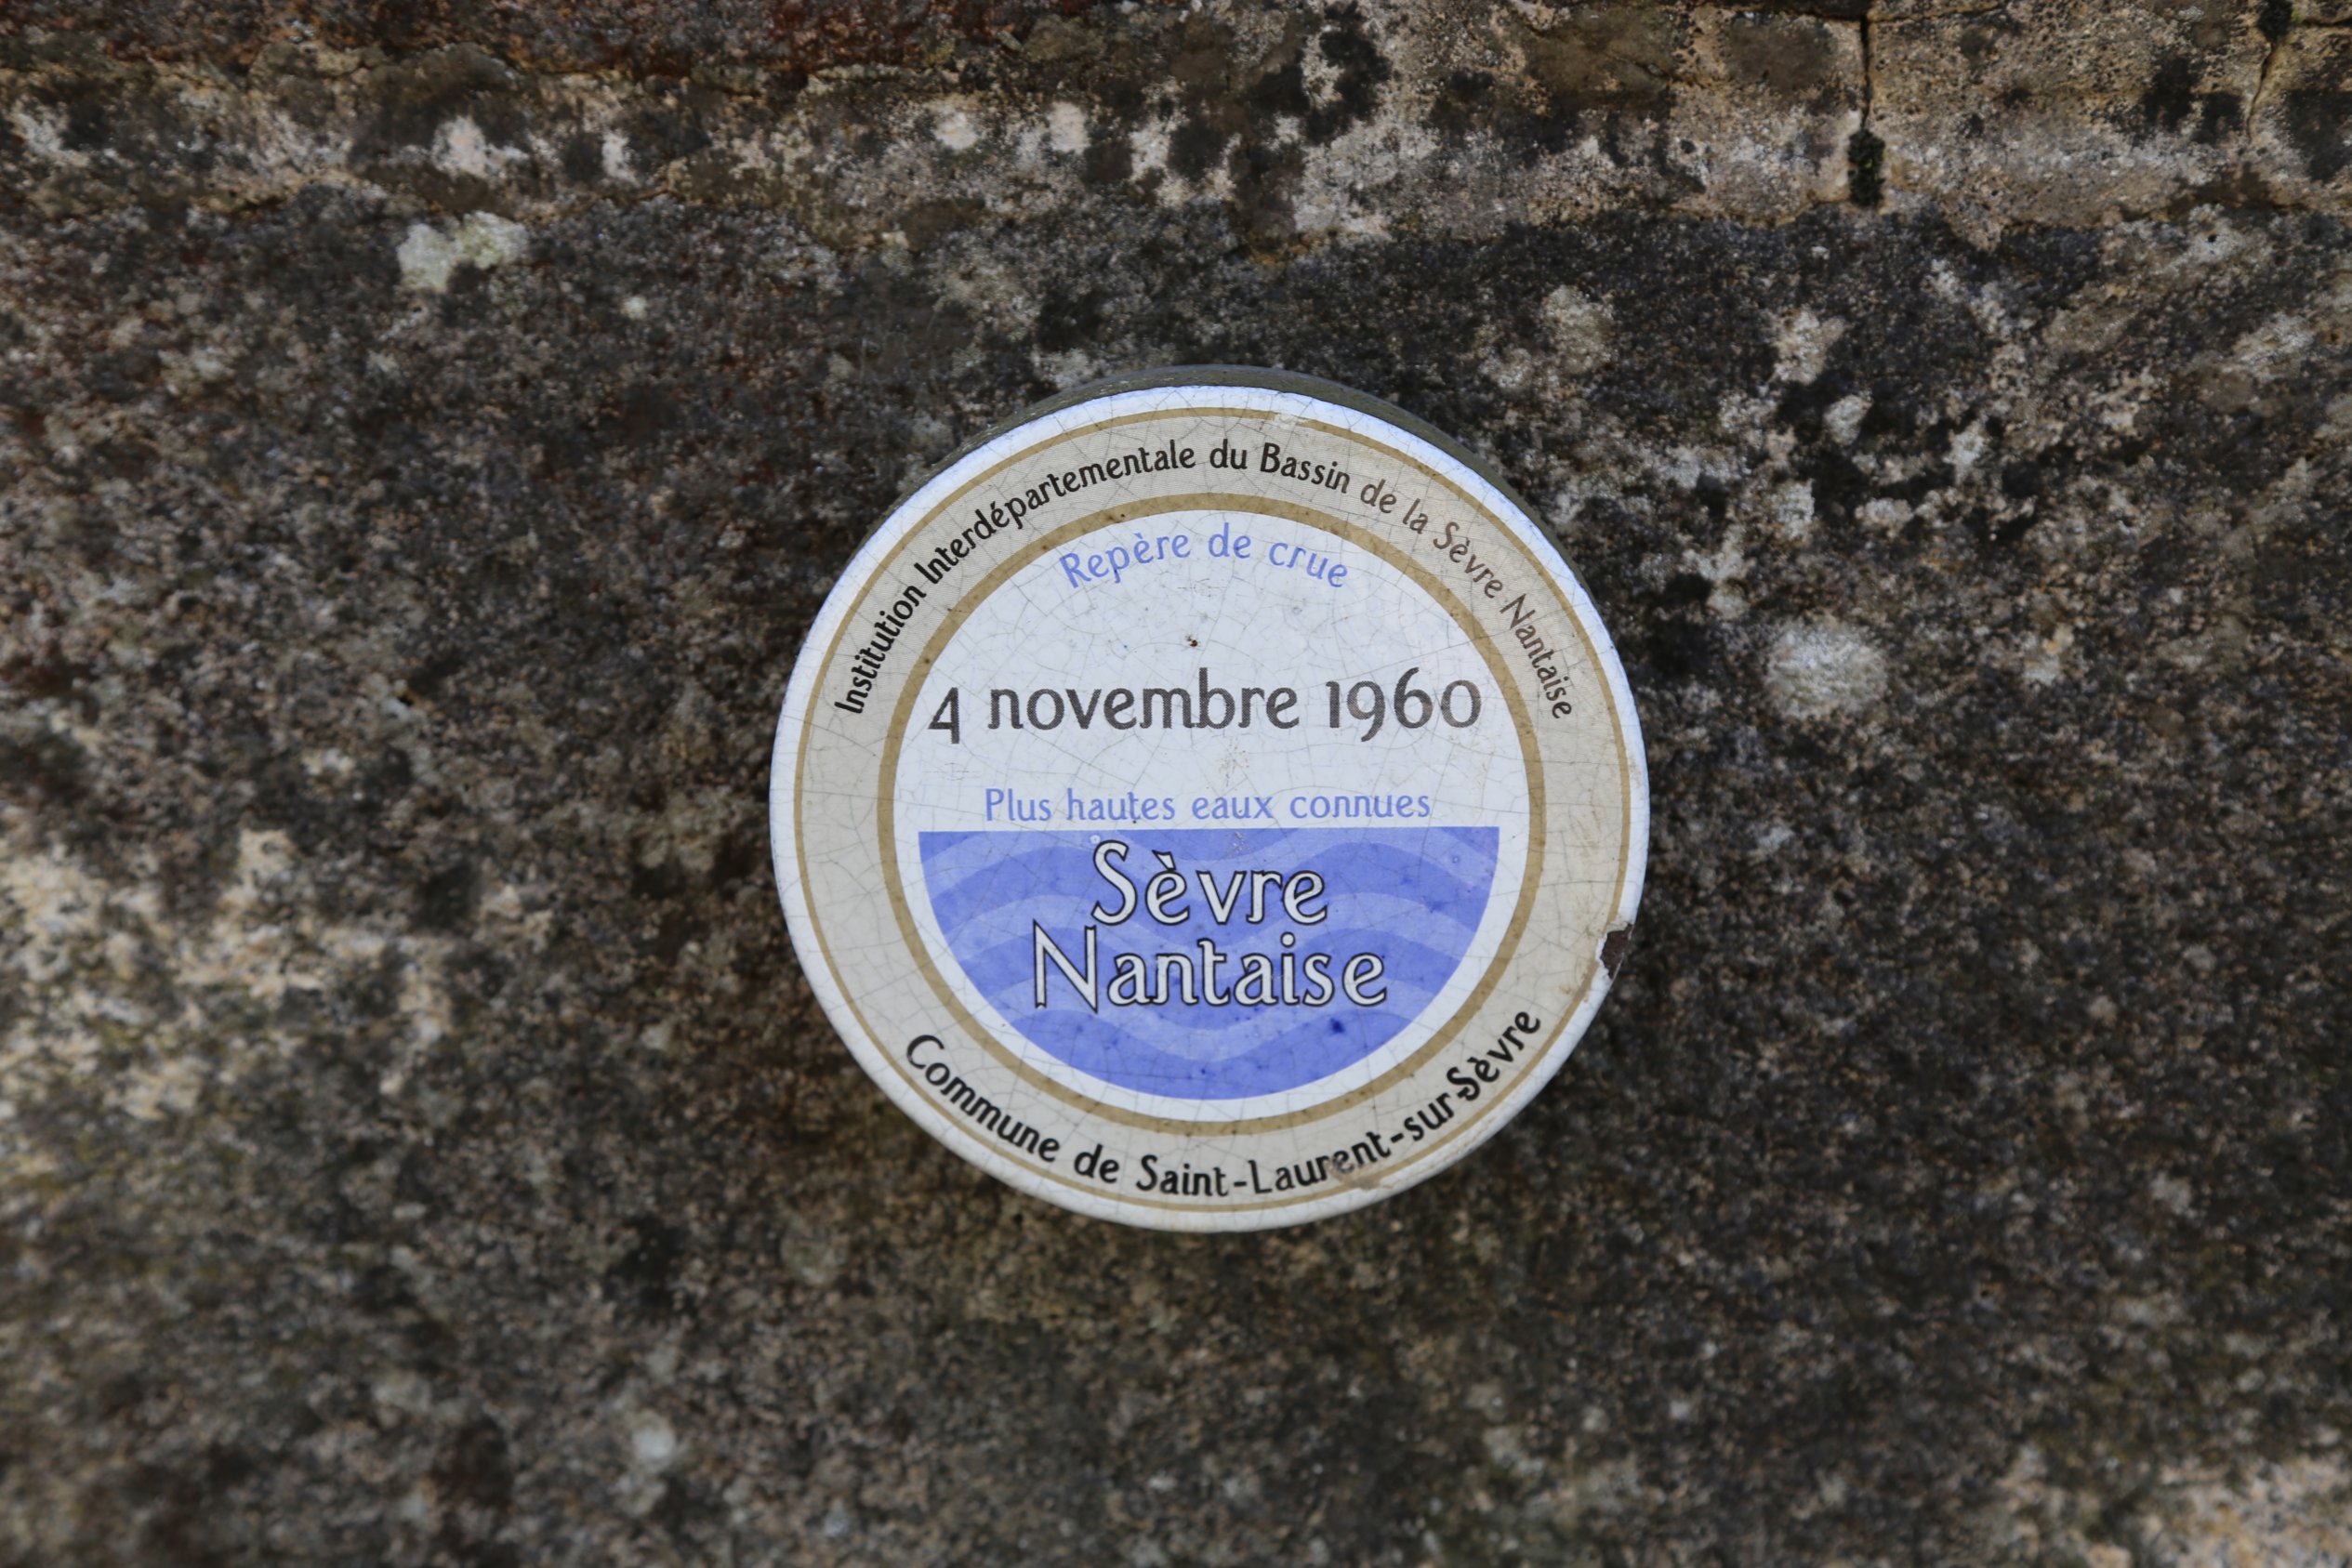 Institution Interdépartementale du Bassin de la Sèvre Nantaise
Repère de crue
4 novembre 1960
Plus hautes eaux connues
Sèvre
Nantaise
Commune de Saint-Laurent-sur-Sèvre